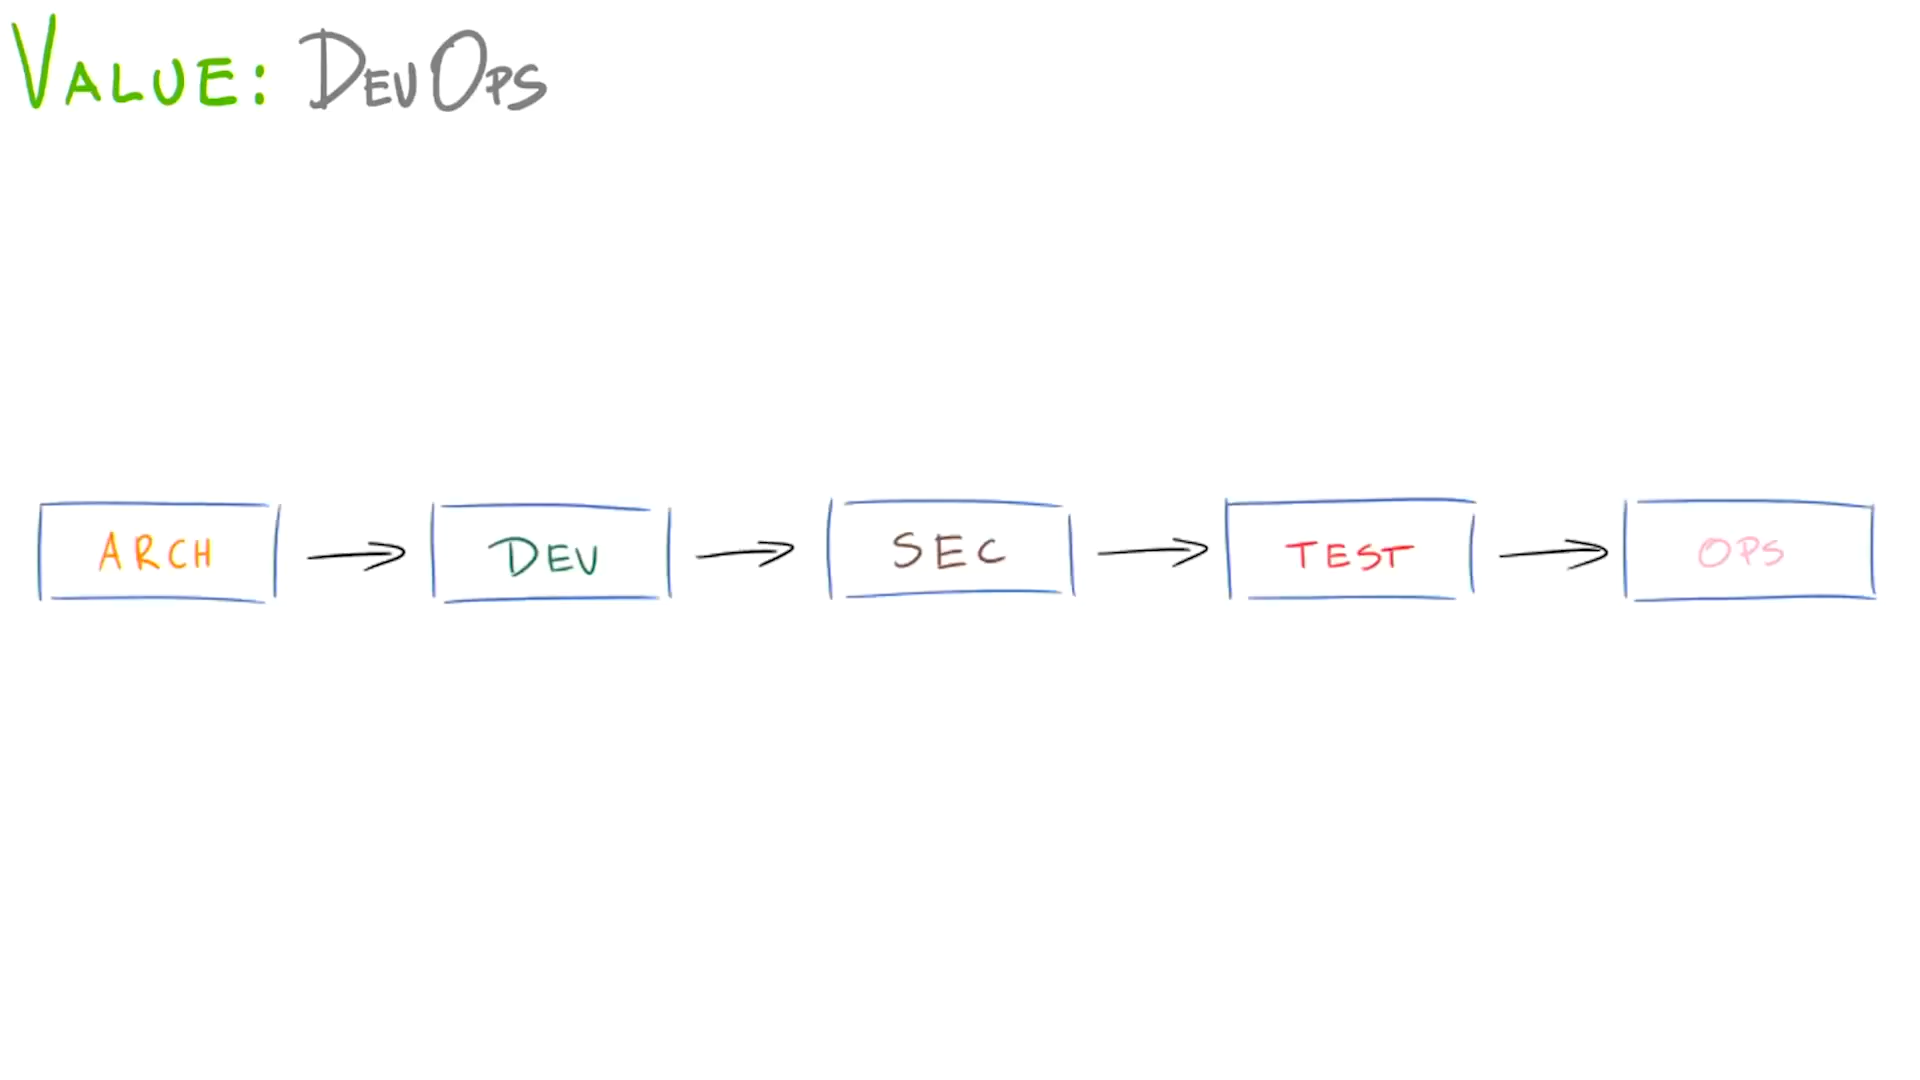 VALUE: DEVOPS
ARCH → DEV → SEC → TEST → OPS